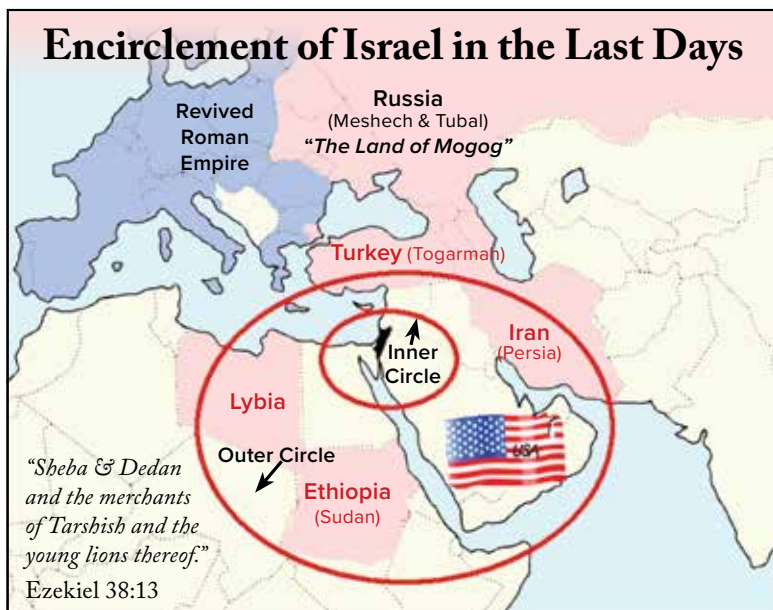 Encirclement of Israel in the Last Days
Revived
Roman
Empire
Russia
(Meshech & Tubal)
“The Land of Mogog”
Turkey (Togarmah)
Iran
(Persia)
Inner
Circle
Lybia
USA
Outer Circle
Ethiopia
(Sudan)
“Sheba & Dedan
and the merchants
of Tarshish and the
young lions thereof.”
Ezekiel 38:13